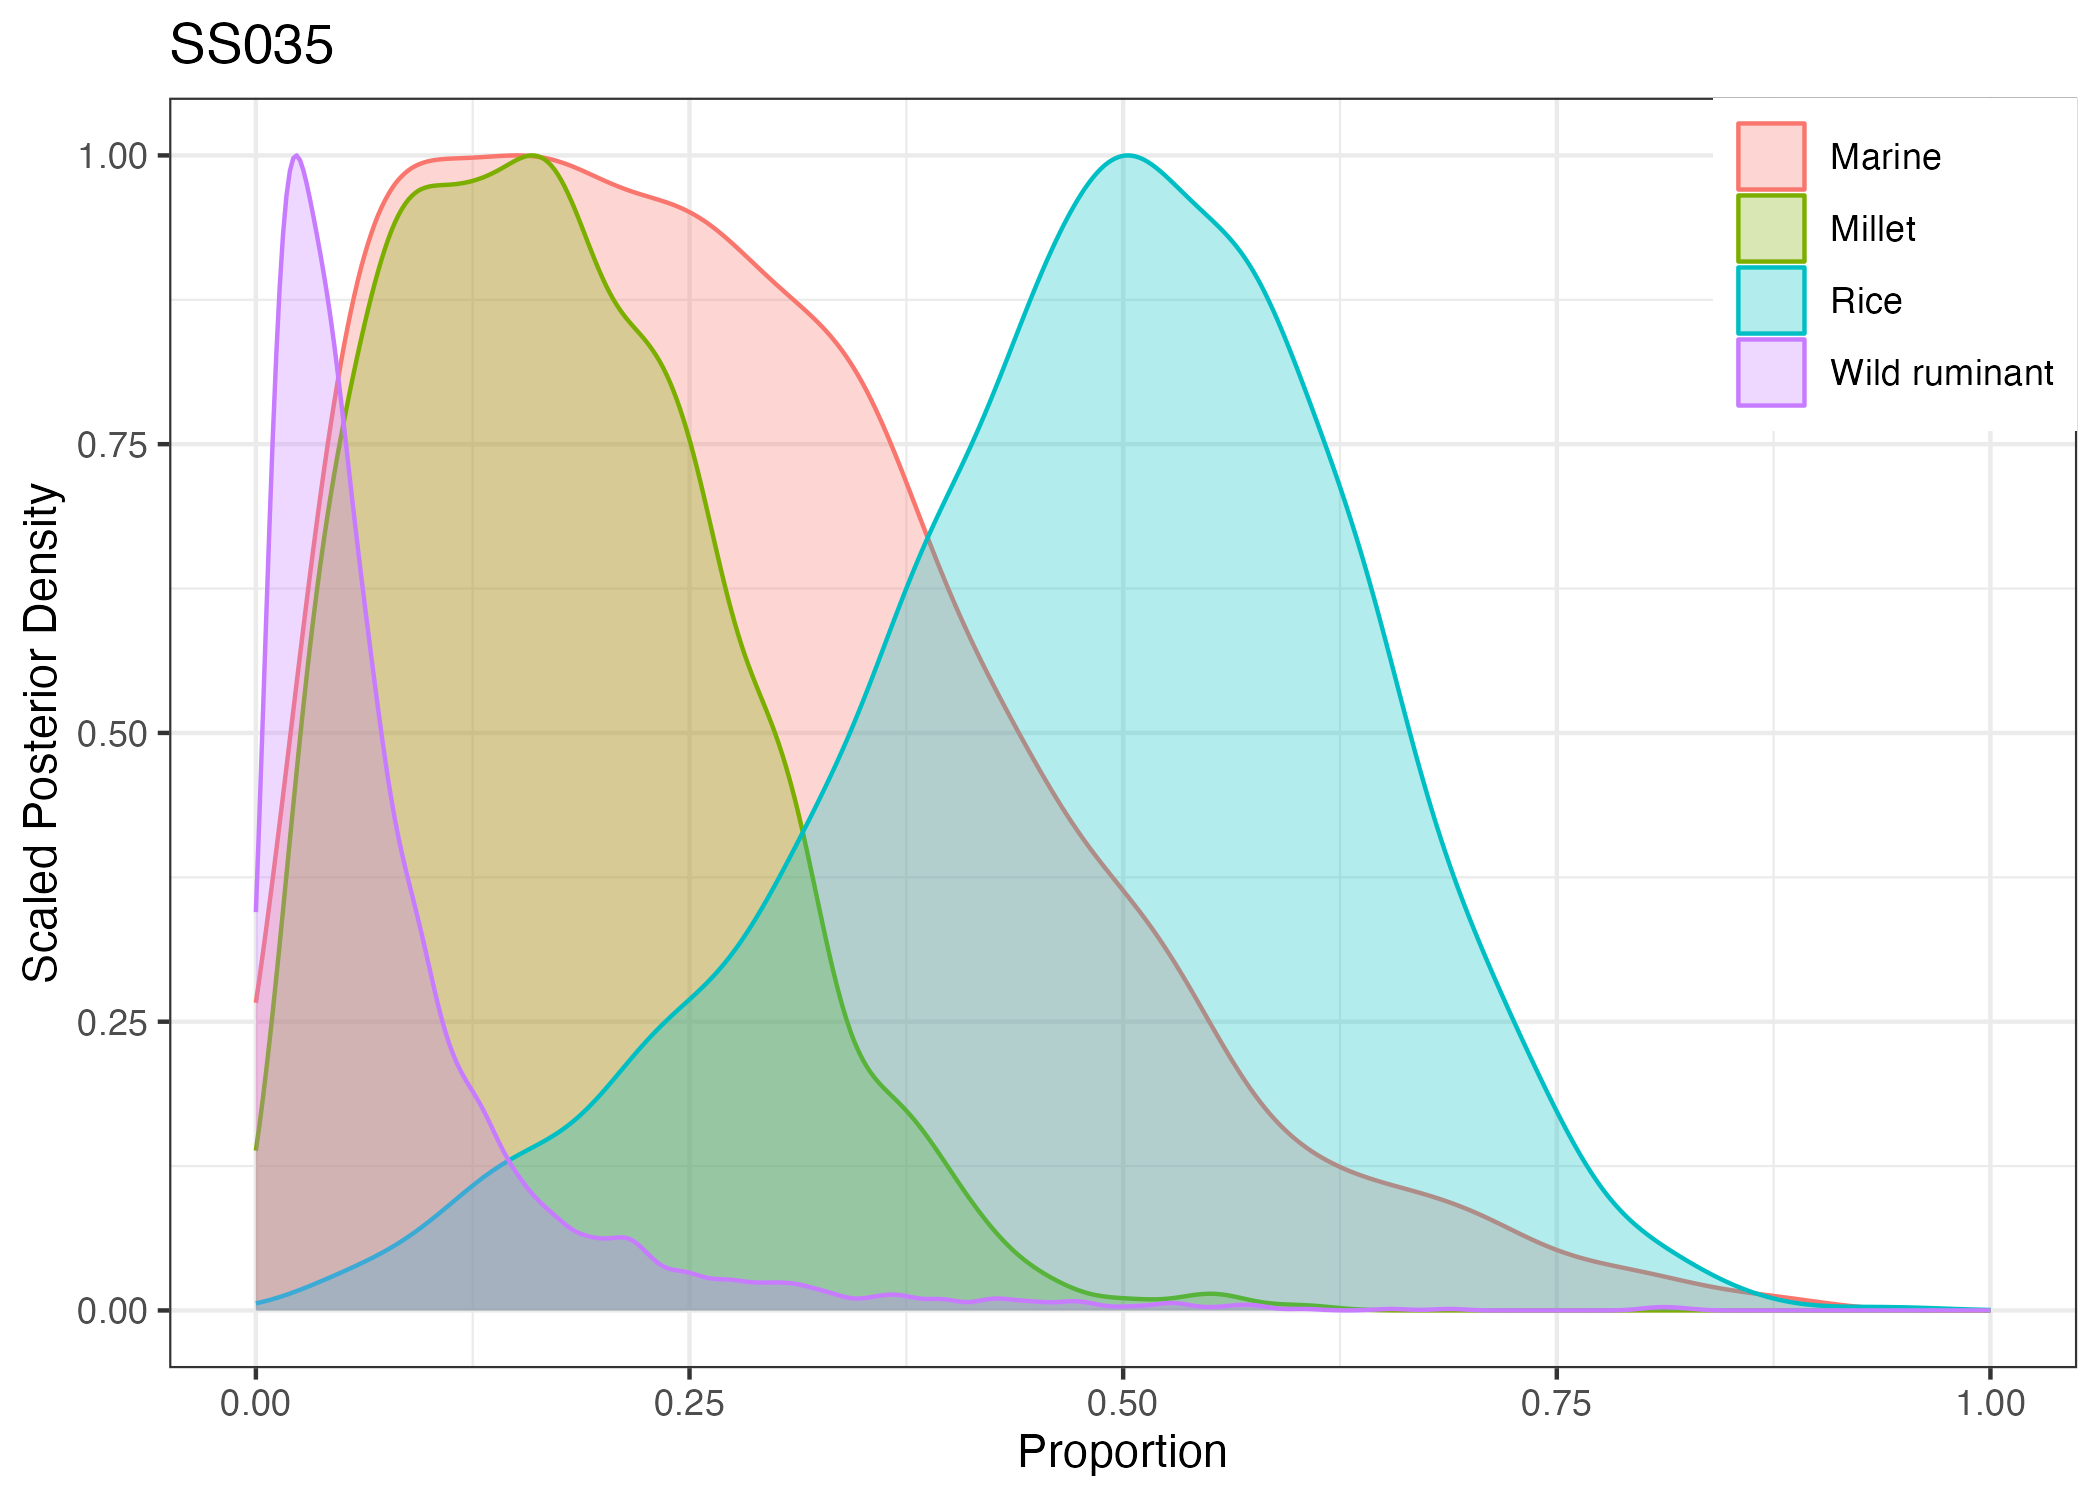 SS035
Scaled Posterior Density
1.00
0.75
0.50
0.25
0.00
Marine
Millet
Rice
Wild ruminant
0.00 0.25 0.50 0.75 1.00
Proportion